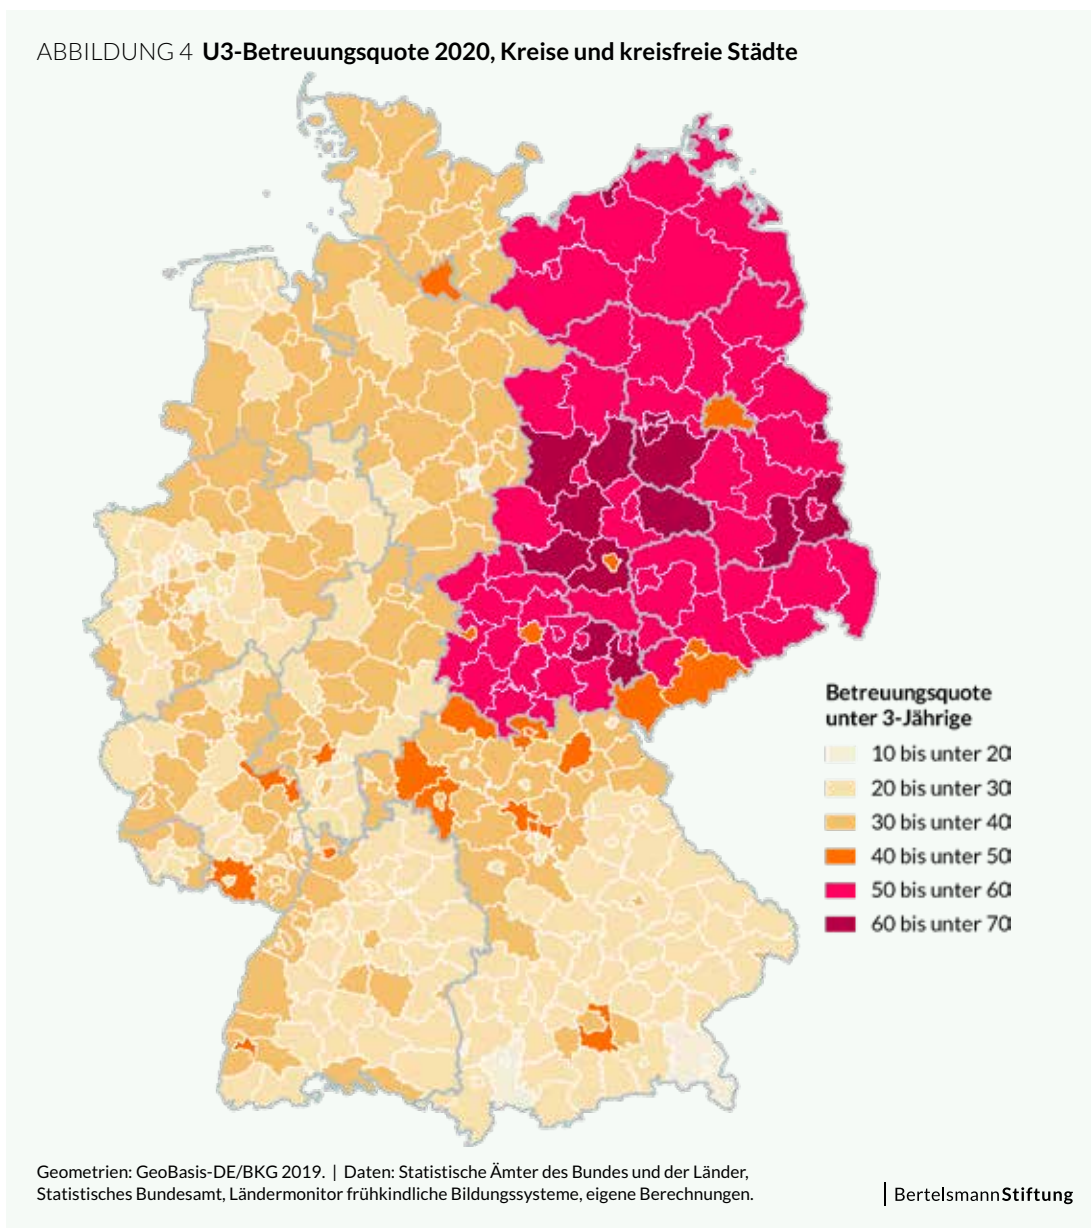 ABBILDUNG 4 U3-Betreuungsquote 2020, Kreise und kreisfreie Städte
Betreuungsquote
unter 3-Jährige
10 bis unter 20
20 bis unter 30
30 bis unter 40
40 bis unter 50
50 bis unter 60
60 bis unter 70
Geometrien: GeoBasis-DE/BKG 2019. | Daten: Statistische Ämter des Bundes und der Länder,
Statistisches Bundesamt, Ländermonitor frühkindliche Bildungssysteme, eigene Berechnungen.
BertelsmannStiftung